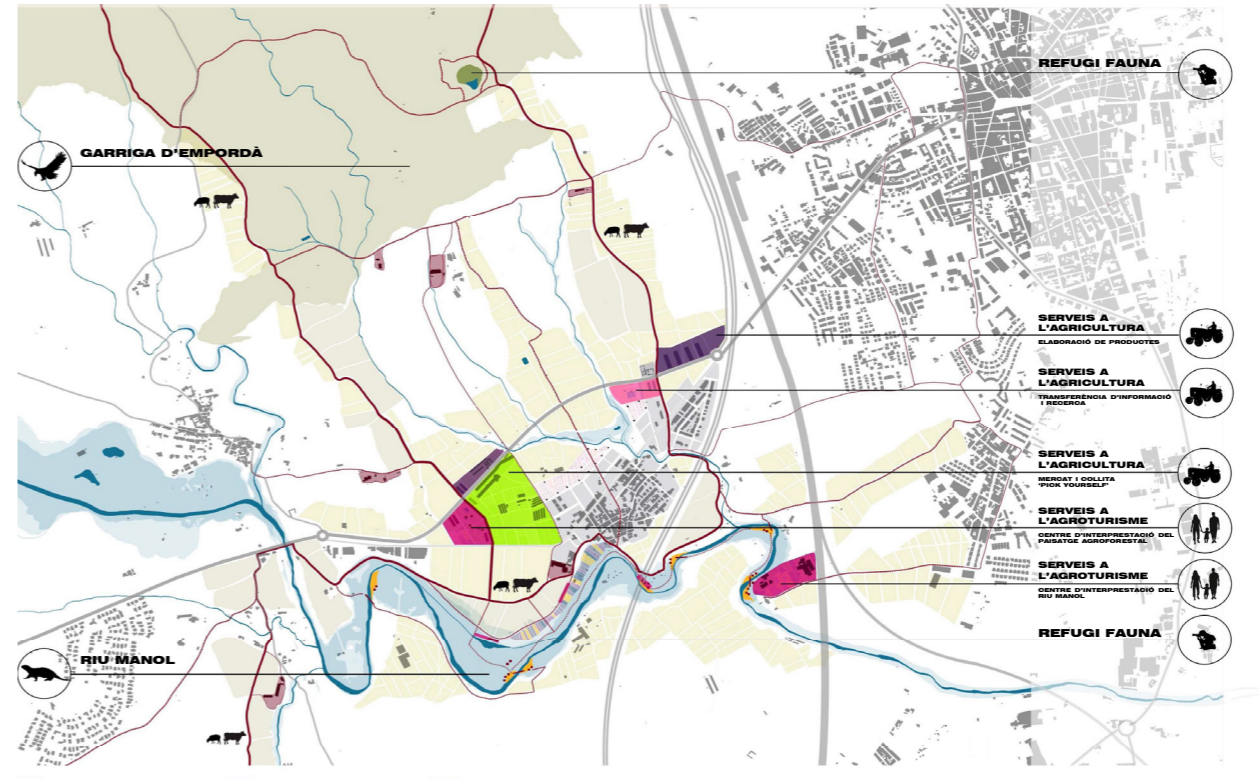 REFUGI FAUNA
GARRIGA D'EMPORDÀ
SERVEIS A
L'AGRICULTURA
ELABORACIÓ DE PRODUCTES
SERVEIS A
L'AGRICULTURA
TRANSFERÈNCIA D'INFORMACIÓ
I RECERCA
SERVEIS A
L'AGRICULTURA
MERCAT I COLLITA
'PICK YOURSELF'
SERVEIS A
L'AGROTURISME
CENTRE D'INTERPRESTACIÓ DEL
PAISATGE AGROFORESTAL
SERVEIS A
L'AGROTURISME
CENTRE D'INTERPRESTACIÓ DEL
RIU MANOL
REFUGI FAUNA
RIU MANOL